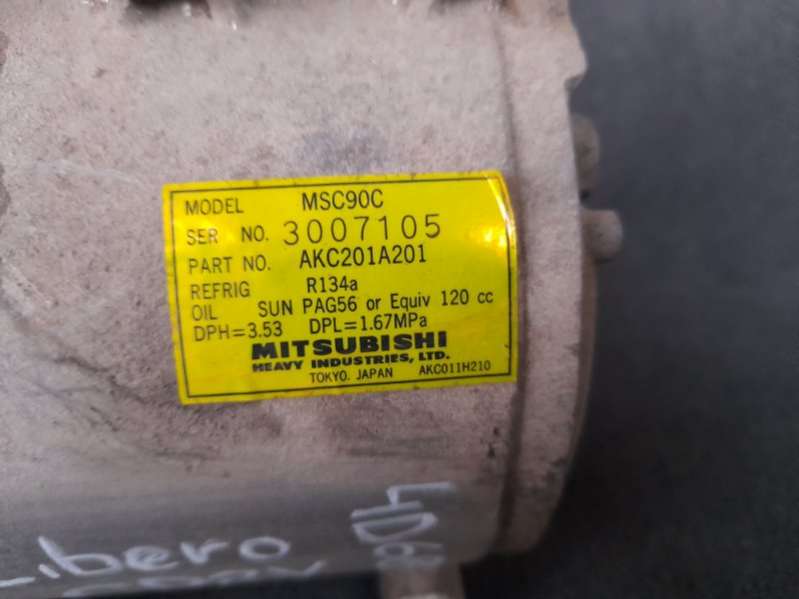 MODEL MSC90C
SER NO. 3007105
PART NO. AKC201A201
REFRIG R134a
OIL SUN PAG56 or Equiv 120 cc
DPH=3.53 DPL=1.67MPa
MITSUBISHI
HEAVY INDUSTRIES, LTD.
TOKYO. JAPAN AKC011H210
Libero